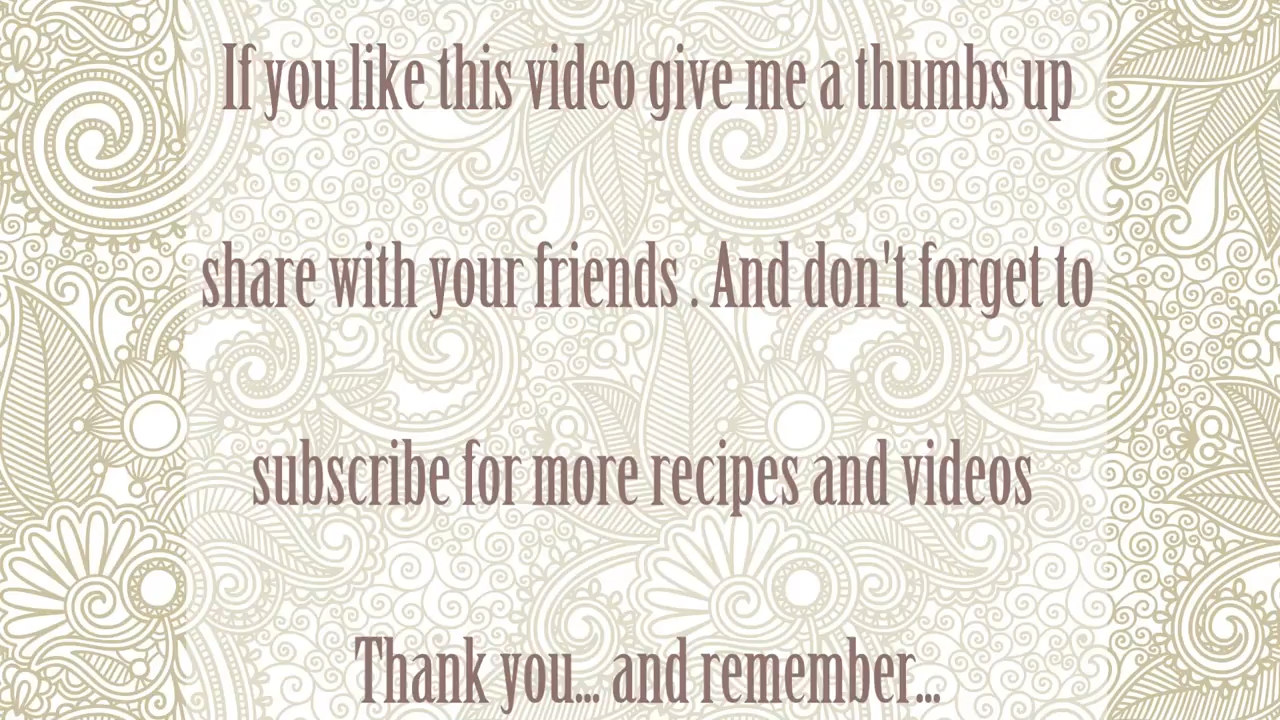 If you like this video give me a thumbs up
share with your friends . And don't forget to
subscribe for more recipes and videos
Thank you... and remember...